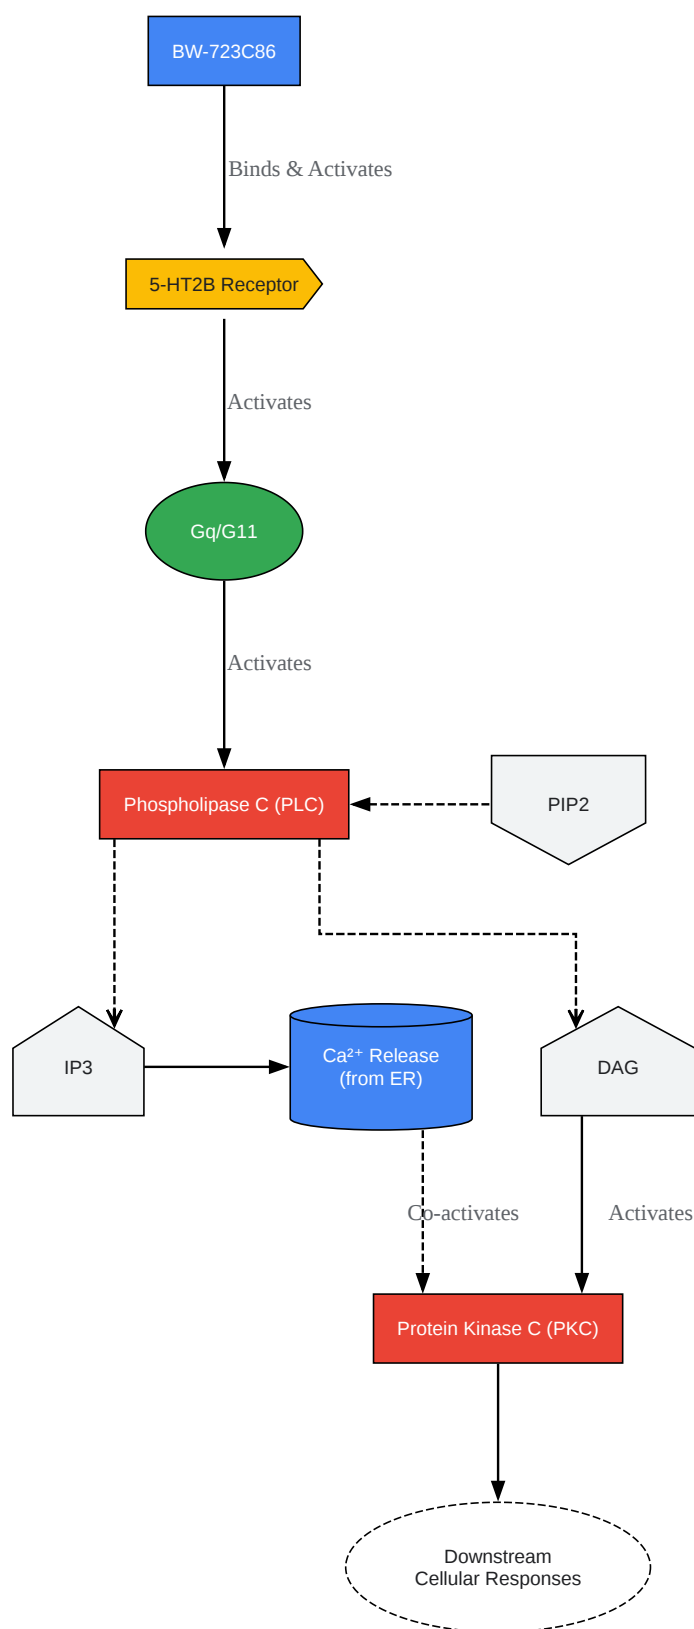 BW-723C86
Binds & Activates
5-HT2B Receptor
Activates
Gq/G11
Activates
Phospholipase C (PLC)
PIP2
IP3
Ca²⁺ Release
(from ER)
DAG
Co-activates
Activates
Protein Kinase C (PKC)
Downstream
Cellular Responses